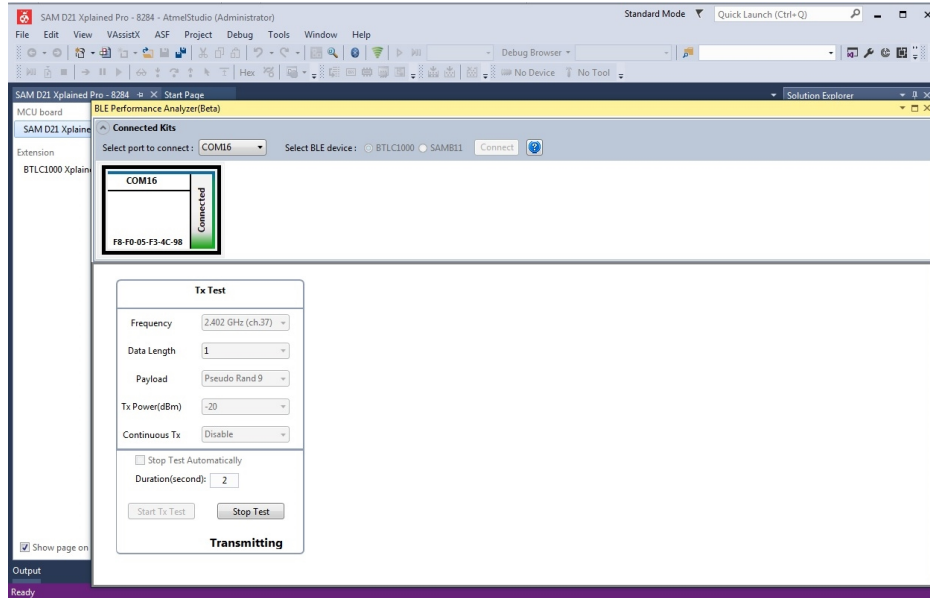 SAM D21 Xplained Pro - 8284 - AtmelStudio (Administrator)
Standard Mode
Quick Launch (Ctrl+Q)
File Edit View VAssistX ASF Project Debug Tools Window Help
Debug Browser
Hex
No Device
No Tool
SAM D21 Xplained Pro - 8284
Start Page
Solution Explorer
MCU board
BLE Performance Analyzer(Beta)
SAM D21 Xplaine
Connected Kits
Select port to connect : COM16
Select BLE device : BTLC1000 SAMB11 Connect
Extension
BTLC1000 Xplain
COM16
Connected
F8-F0-05-F3-4C-98
Tx Test
Frequency 2.402 GHz (ch.37)
Data Length 1
Payload Pseudo Rand 9
Tx Power(dBm) -20
Continuous Tx Disable
Stop Test Automatically
Duration(second): 2
Start Tx Test Stop Test
Transmitting
Show page on
Output
Ready